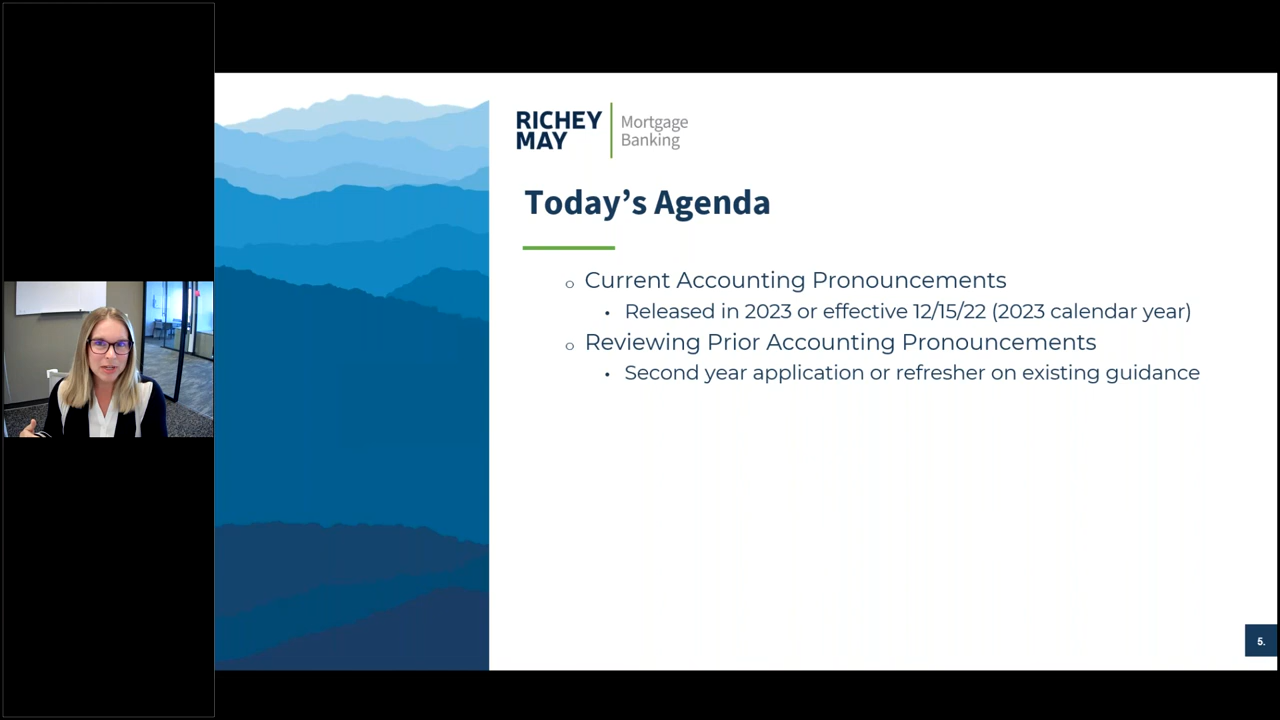 RICHEY
MAY
Mortgage
Banking
Today’s Agenda
o Current Accounting Pronouncements
• Released in 2023 or effective 12/15/22 (2023 calendar year)
o Reviewing Prior Accounting Pronouncements
• Second year application or refresher on existing guidance
5.